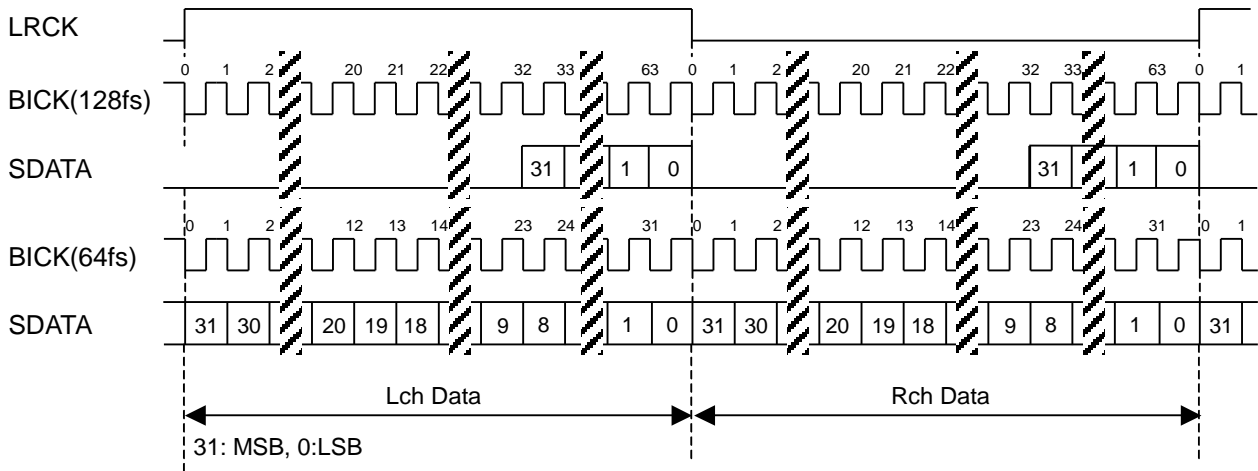 LRCK
0 1 2 20 21 22 32 33 63 0 1 2 20 21 22 32 33 63 0 1
BICK(128fs)
SDATA 31 1 0 31 1 0
0 1 2 12 13 14 23 24 31 0 1 2 12 13 14 23 24 31 0 1
BICK(64fs)
SDATA 31 30 20 19 18 9 8 1 0 31 30 20 19 18 9 8 1 0 31
Lch Data Rch Data
31: MSB, 0:LSB